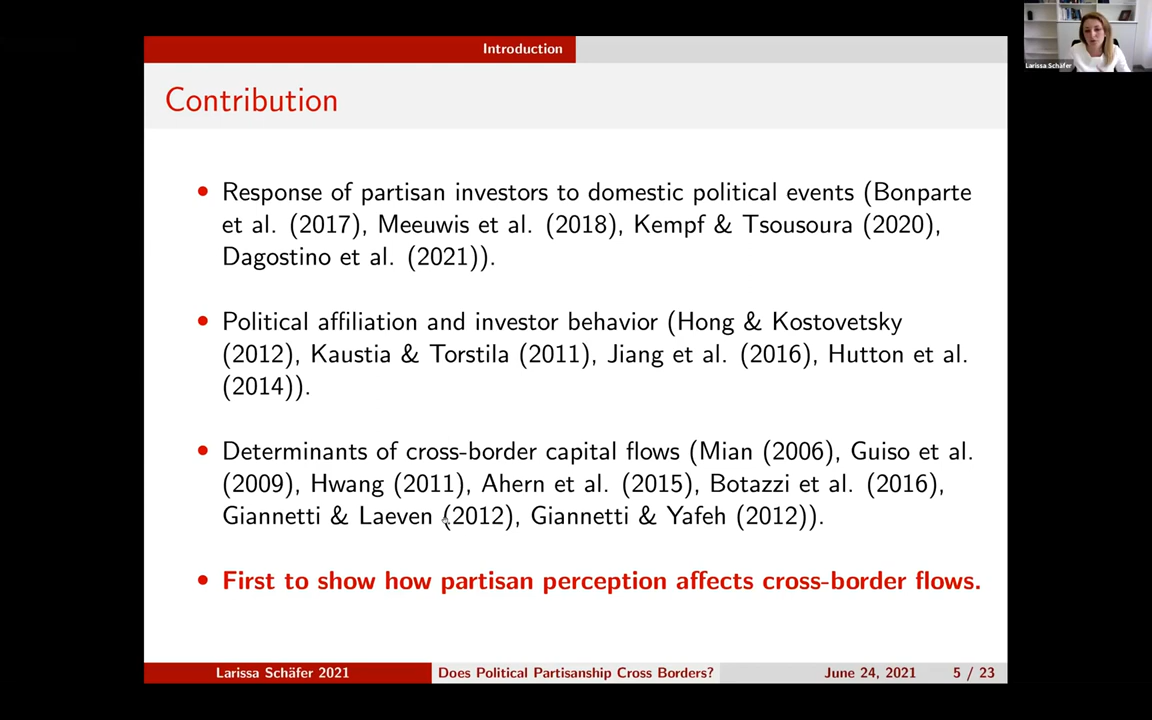 Introduction
Larissa Schäfer
Contribution
• Response of partisan investors to domestic political events (Bonparte
et al. (2017), Meeuwis et al. (2018), Kempf & Tsousoura (2020),
Dagostino et al. (2021)).
• Political affiliation and investor behavior (Hong & Kostovetsky
(2012), Kaustia & Torstila (2011), Jiang et al. (2016), Hutton et al.
(2014)).
• Determinants of cross-border capital flows (Mian (2006), Guiso et al.
(2009), Hwang (2011), Ahern et al. (2015), Botazzi et al. (2016),
Giannetti & Laeven (2012), Giannetti & Yafeh (2012)).
• First to show how partisan perception affects cross-border flows.
Larissa Schäfer 2021
Does Political Partisanship Cross Borders?
June 24, 2021
5 / 23